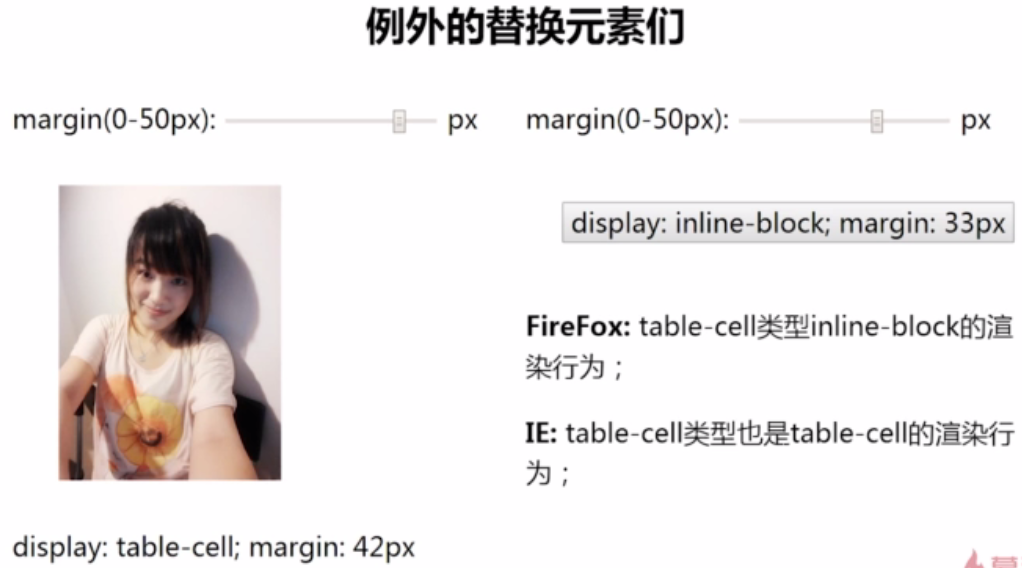 例外的替换元素们
margin(0-50px): px
margin(0-50px): px
display: table-cell; margin: 42px
display: inline-block; margin: 33px
FireFox: table-cell类型inline-block的渲
染行为；
IE: table-cell类型也是table-cell的渲染行
为；